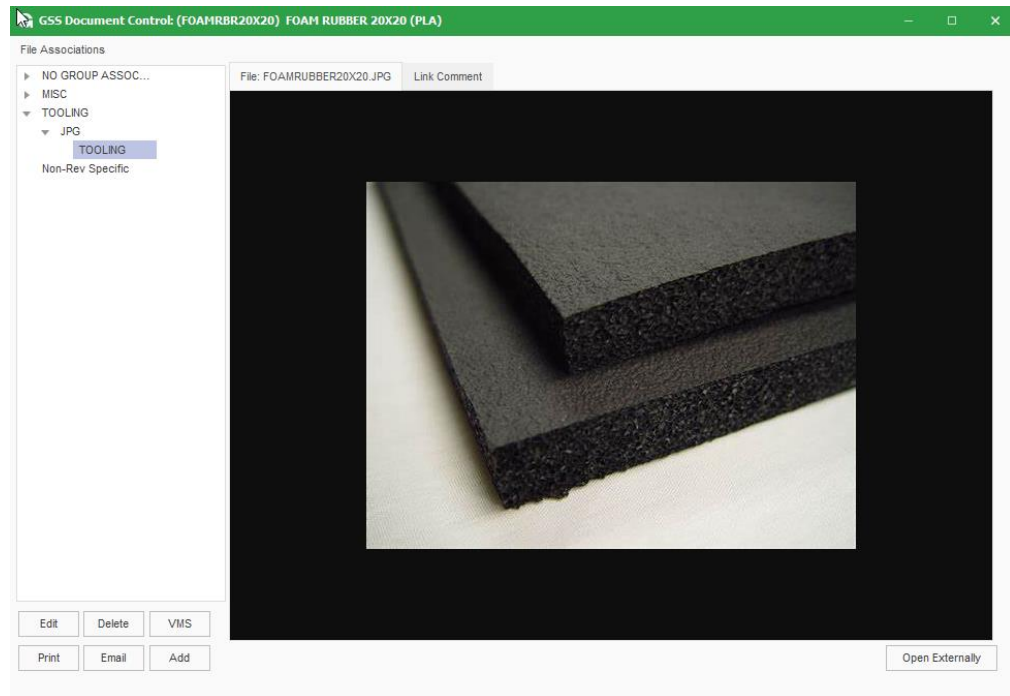 GSS Document Control: (FOAMRBR20X20) FOAM RUBBER 20X20 (PLA)
File Associations
NO GROUP ASSOC...
MISC
TOOLING
JPG
TOOLING
Non-Rev Specific
File: FOAMRUBBER20X20.JPG Link Comment
Edit Delete VMS
Print Email Add
Open Externally